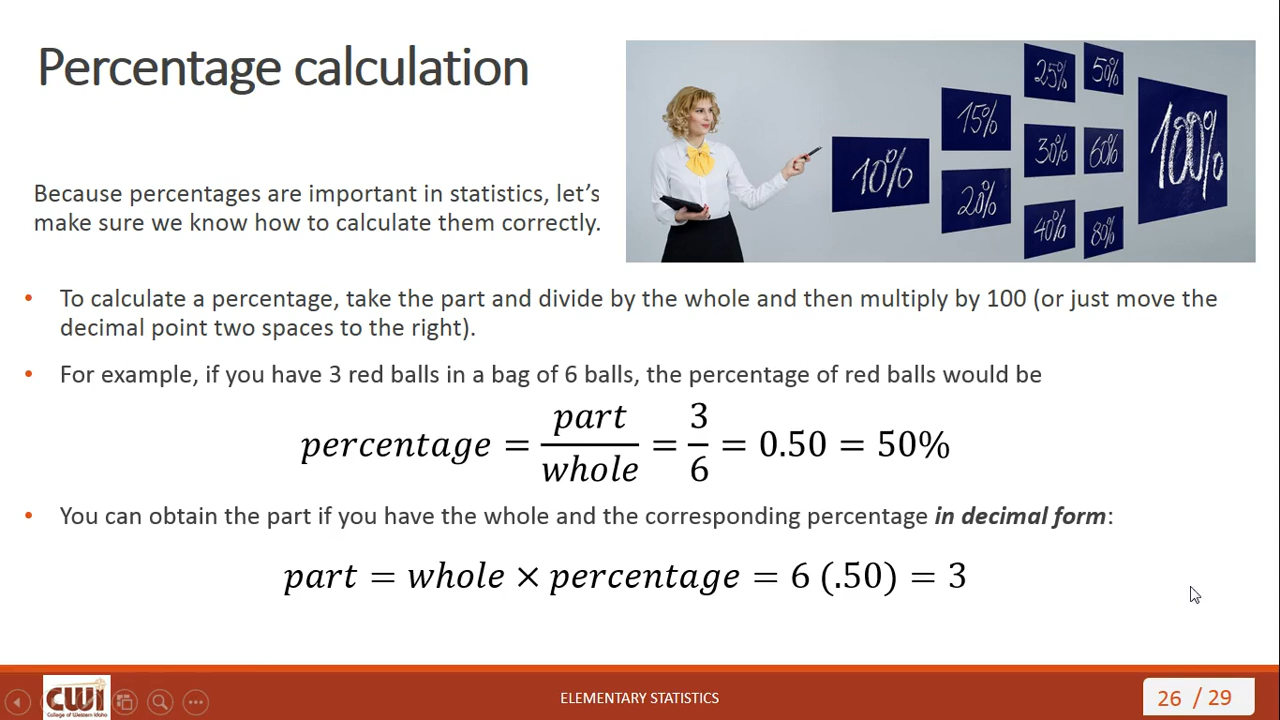 Percentage calculation
10%
15%
20%
25%
30%
40%
50%
60%
80%
100%
Because percentages are important in statistics, let's
make sure we know how to calculate them correctly.
• To calculate a percentage, take the part and divide by the whole and then multiply by 100 (or just move the
decimal point two spaces to the right).
• For example, if you have 3 red balls in a bag of 6 balls, the percentage of red balls would be
percentage = part/whole = 3/6 = 0.50 = 50%
• You can obtain the part if you have the whole and the corresponding percentage in decimal form:
part = whole × percentage = 6 (.50) = 3
CWI
College of Western Idaho
ELEMENTARY STATISTICS
26 / 29